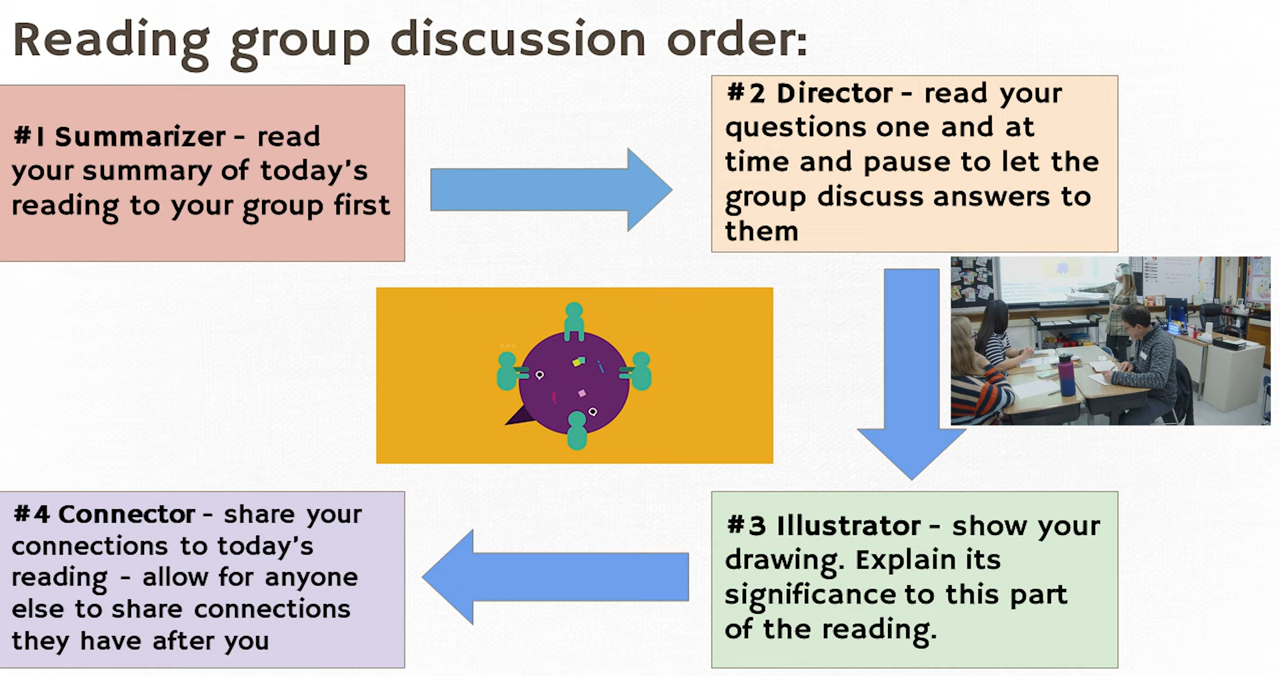 Reading group discussion order:
#1 Summarizer - read
your summary of today's
reading to your group first
#2 Director - read your
questions one and at
time and pause to let the
group discuss answers to
them
#3 Illustrator - show your
drawing. Explain its
significance to this part
of the reading.
#4 Connector - share your
connections to today's
reading - allow for anyone
else to share connections
they have after you